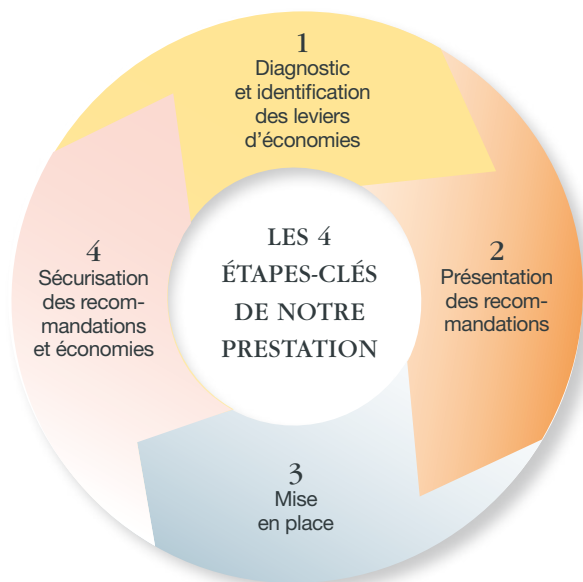 1
Diagnostic
et identification
des leviers
d’économies
LES 4
ÉTAPES-CLÉS
DE NOTRE
PRESTATION
2
Présentation
des recom-
mandations
3
Mise
en place
4
Sécurisation
des recom-
mandations
et économies